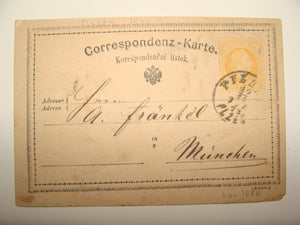 Correspondenz-Karte.
Korespondenční lístek.
Adresse
Adresa
Herrn
A. Fränkel
in
v
München